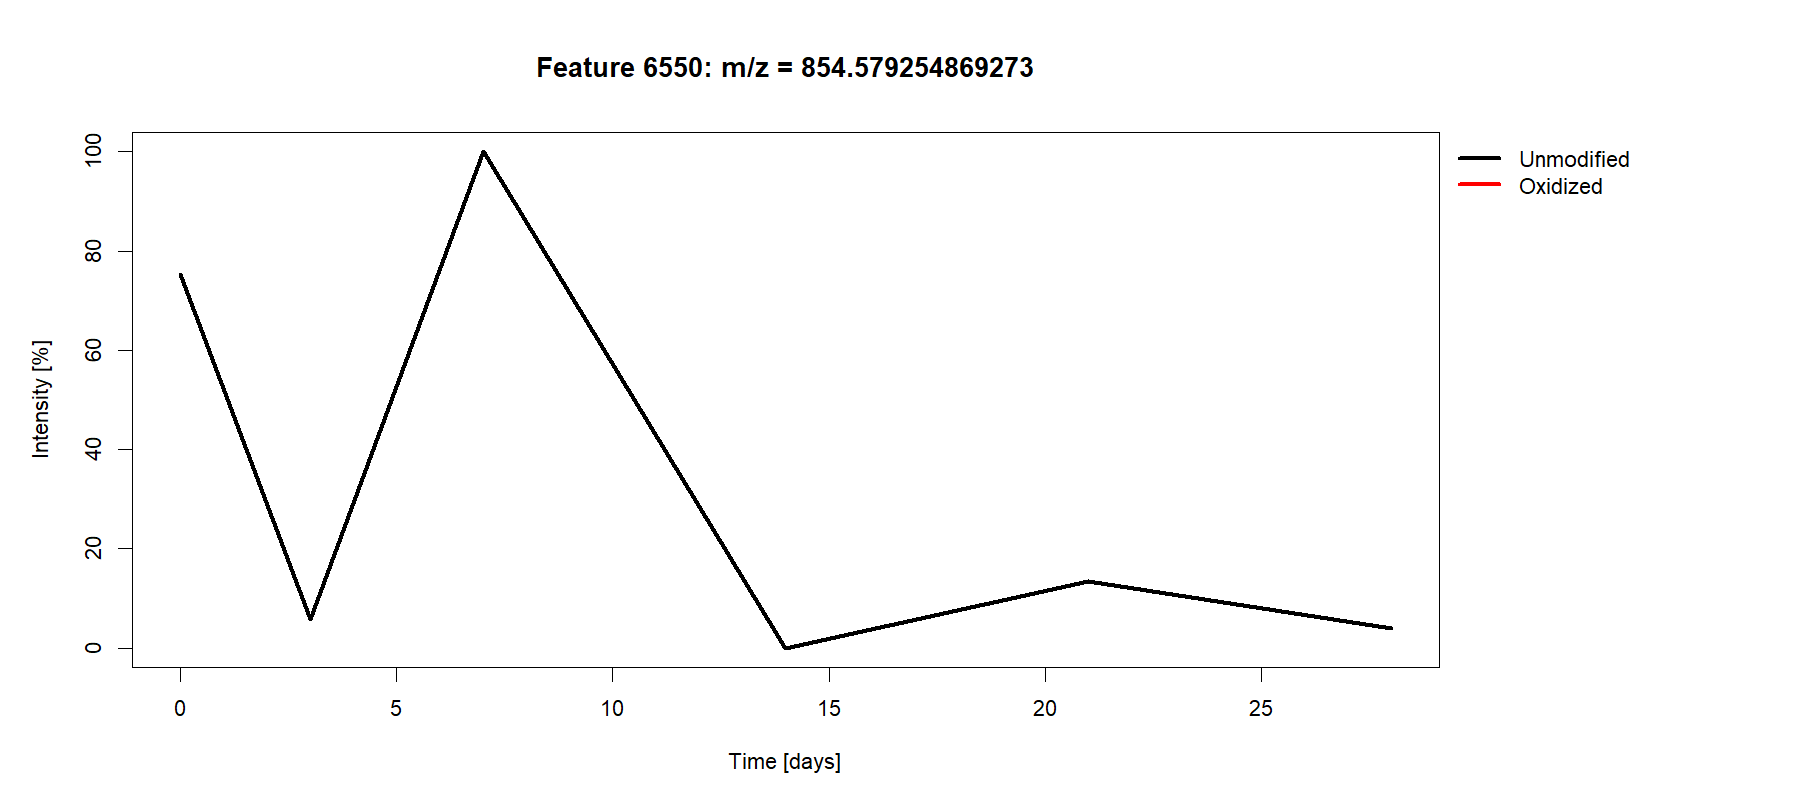 Feature 6550: m/z = 854.579254869273
Unmodified
Oxidized
Intensity [%]
100
80
60
40
20
0
0 5 10 15 20 25
Time [days]